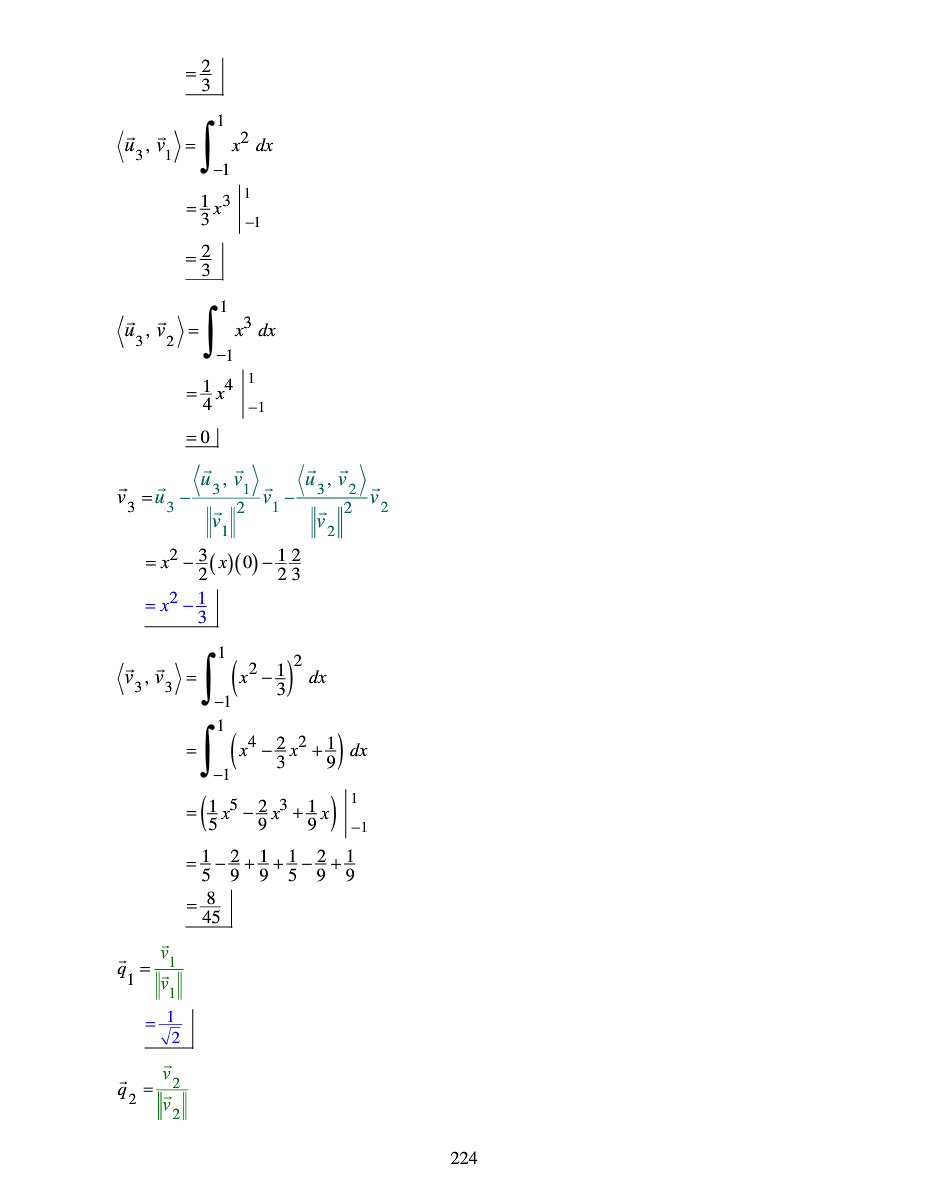 = 2/3
⟨u⃗₃, v⃗₁⟩ = ∫₋₁¹ x² dx
= 1/3 x³ |₋₁¹
= 2/3
⟨u⃗₃, v⃗₂⟩ = ∫₋₁¹ x³ dx
= 1/4 x⁴ |₋₁¹
= 0
v⃗₃ = u⃗₃ − ⟨u⃗₃, v⃗₁⟩/‖v⃗₁‖² v⃗₁ − ⟨u⃗₃, v⃗₂⟩/‖v⃗₂‖² v⃗₂
= x² − 3/2 (x)(0) − 1/2 2/3
= x² − 1/3
⟨v⃗₃, v⃗₃⟩ = ∫₋₁¹ (x² − 1/3)² dx
= ∫₋₁¹ (x⁴ − 2/3 x² + 1/9) dx
= (1/5 x⁵ − 2/9 x³ + 1/9 x) |₋₁¹
= 1/5 − 2/9 + 1/9 + 1/5 − 2/9 + 1/9
= 8/45
q⃗₁ = v⃗₁/‖v⃗₁‖
= 1/√2
q⃗₂ = v⃗₂/‖v⃗₂‖
224